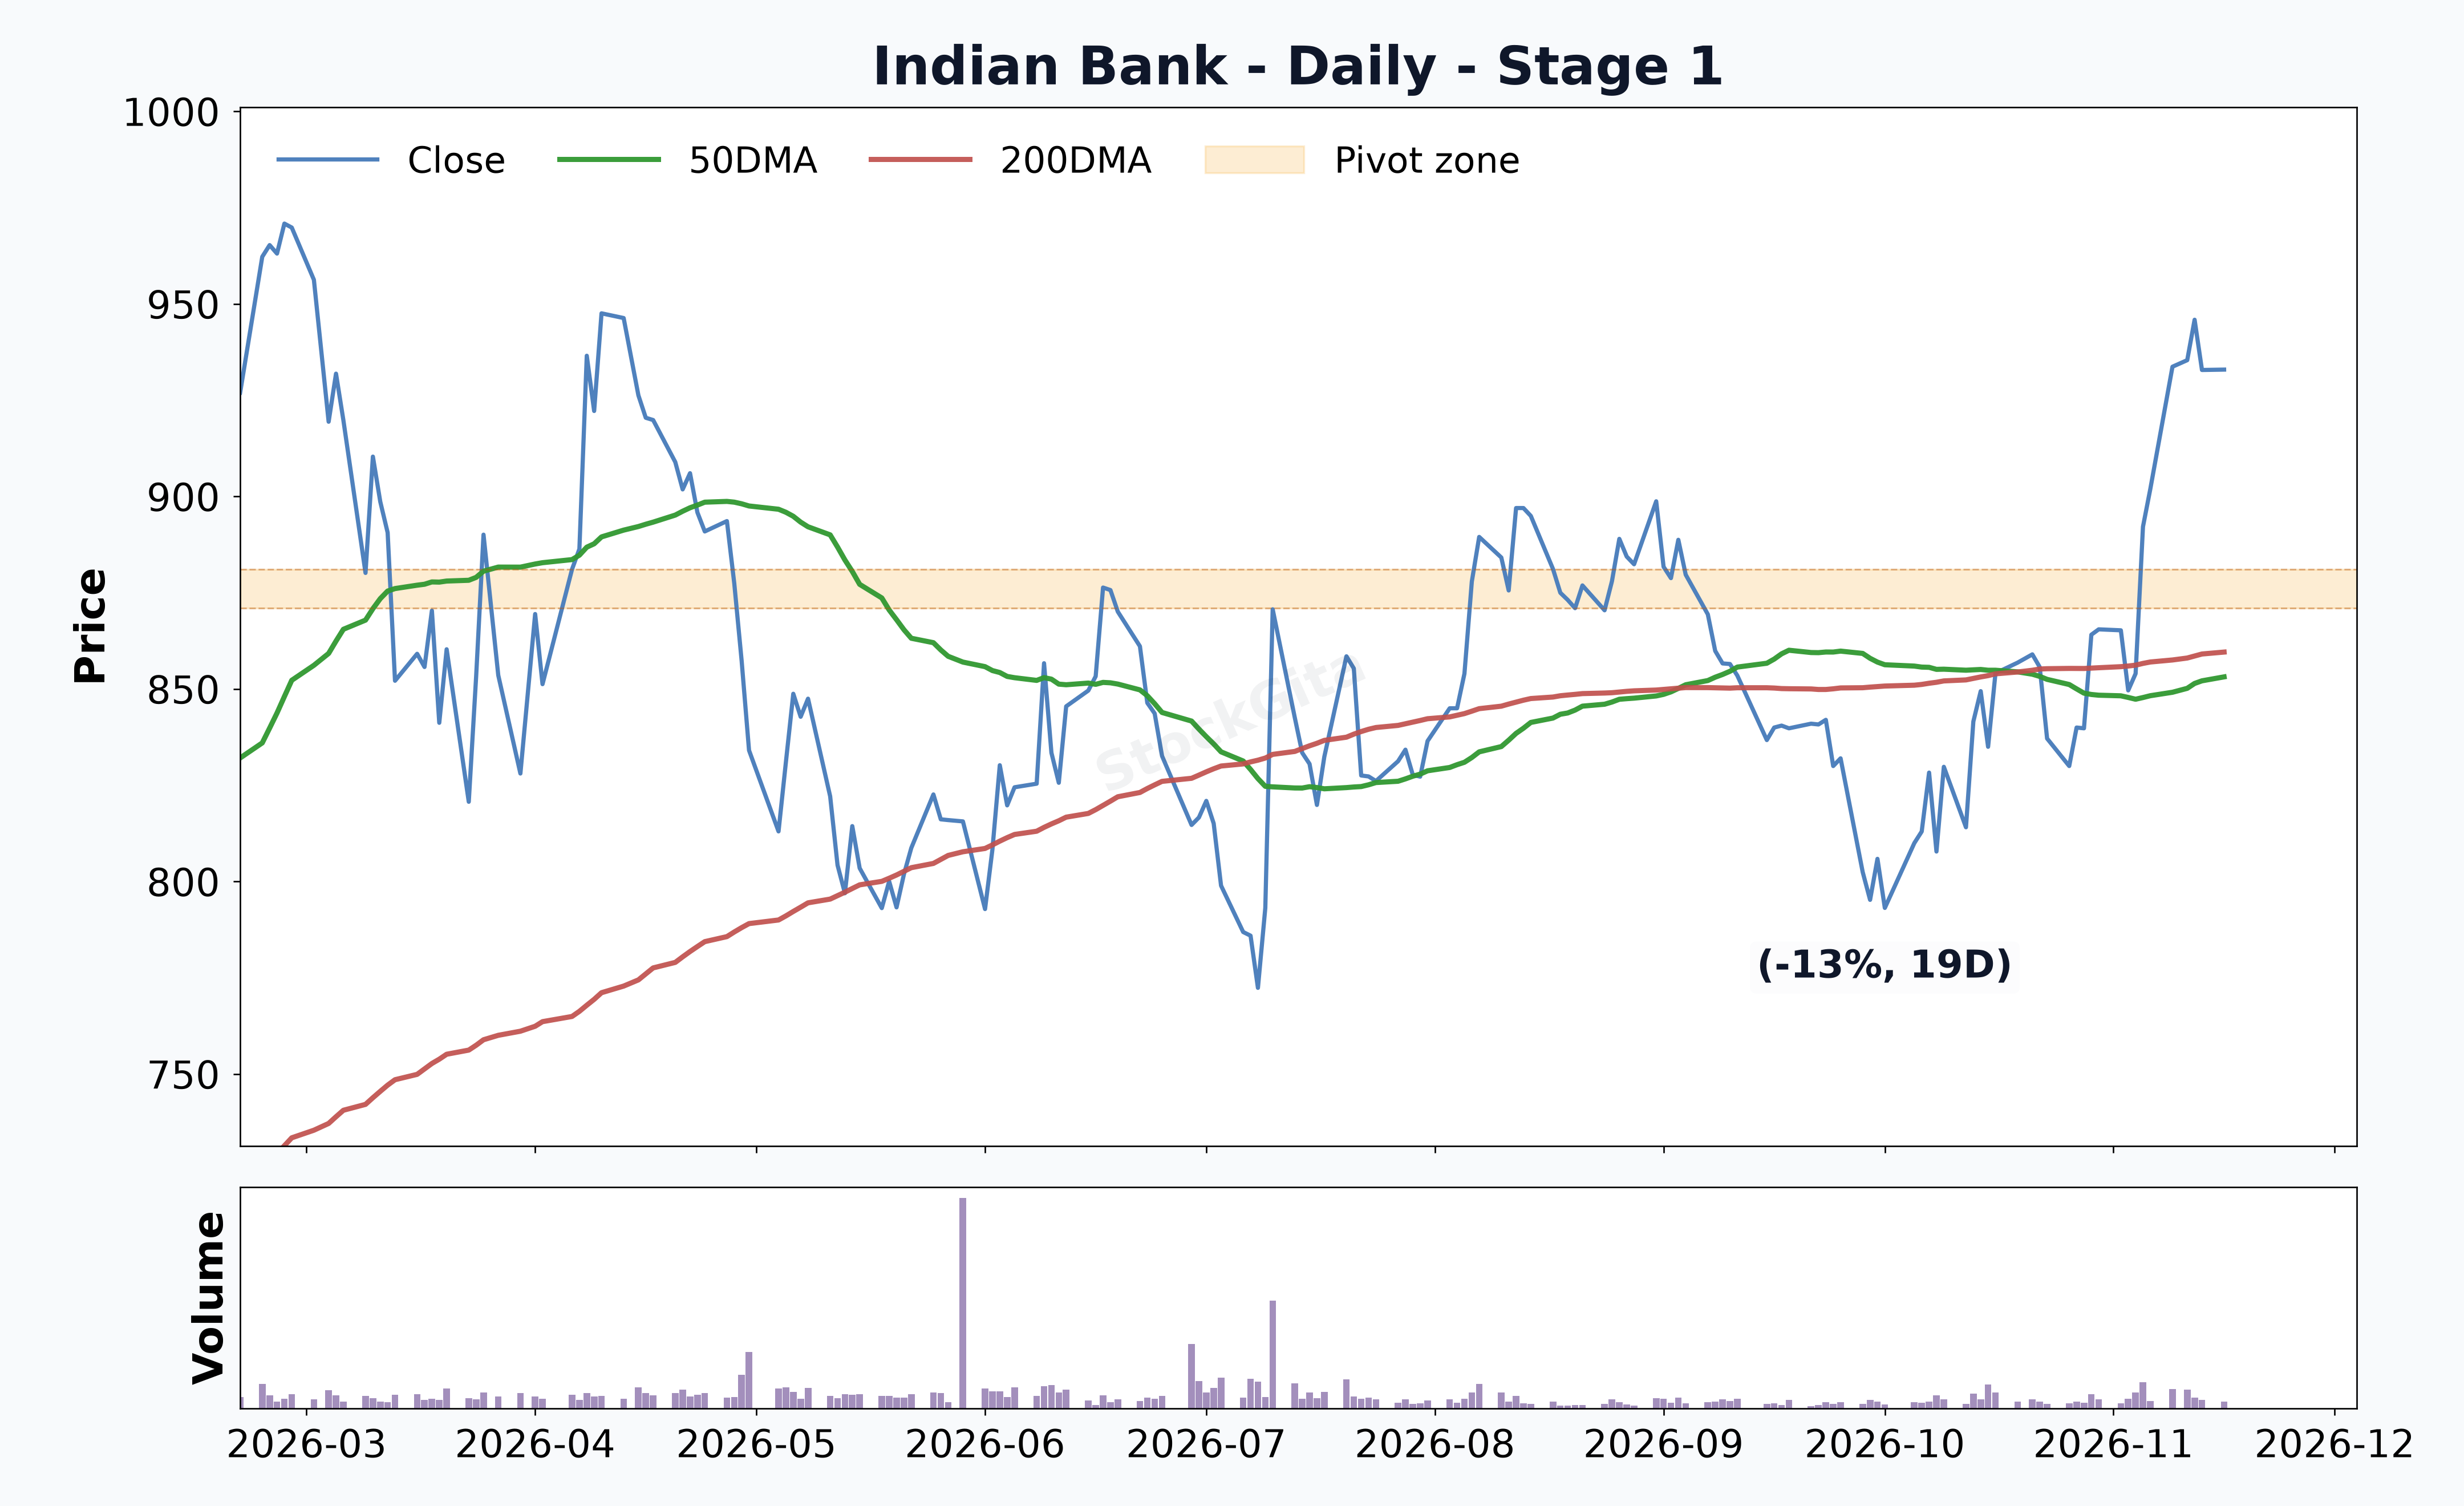 Indian Bank - Daily - Stage 1
Close 50DMA 200DMA Pivot zone
Price
1000
950
900
850
800
750
StockGita
(-13%, 19D)
Volume
2026-03 2026-04 2026-05 2026-06 2026-07 2026-08 2026-09 2026-10 2026-11 2026-12